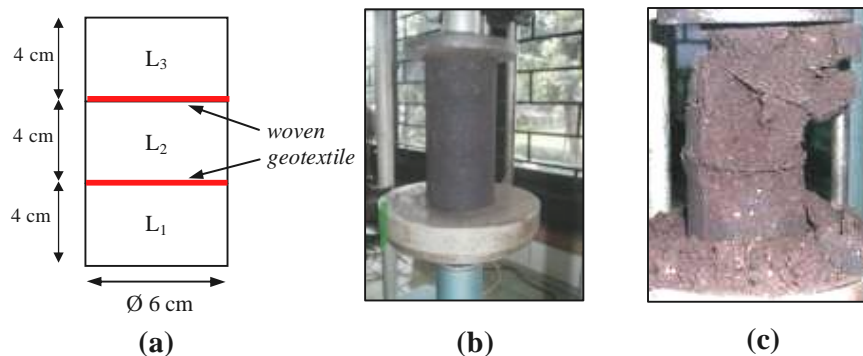 4 cm
L₃
4 cm
L₂
woven
geotextile
4 cm
L₁
Ø 6 cm
(a)
(b)
(c)